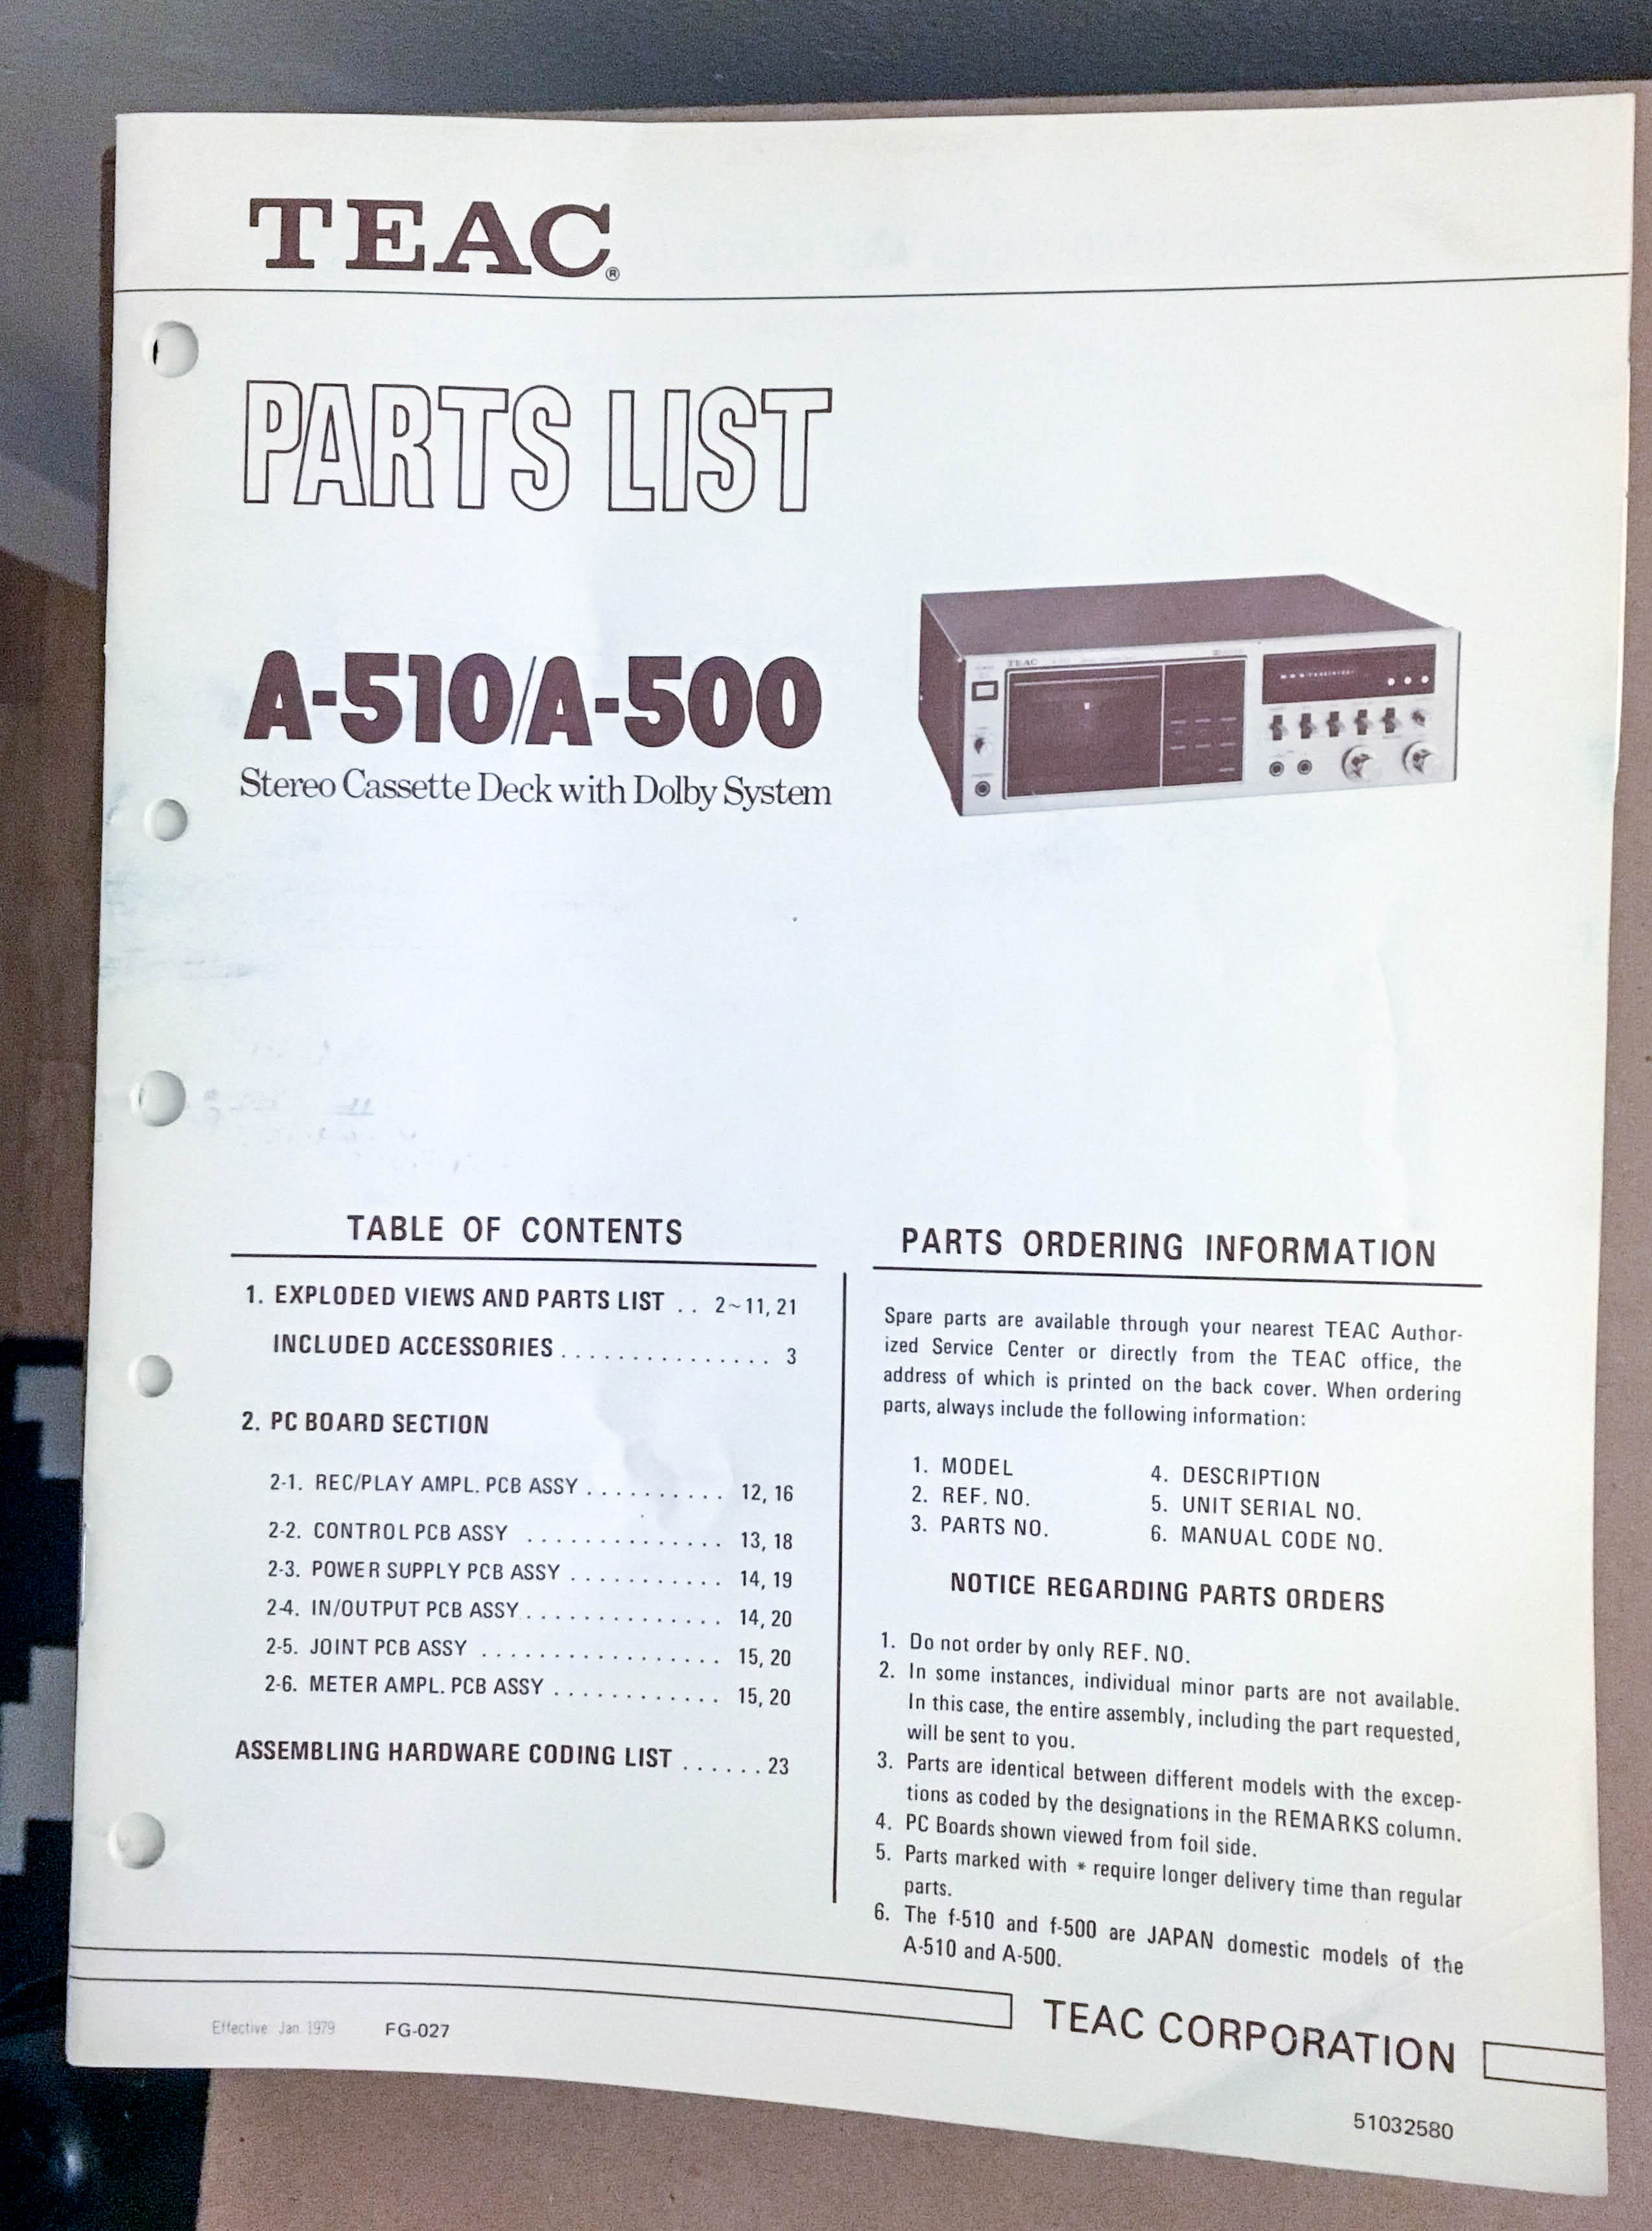 TEAC®
PARTS LIST
A-510/A-500
Stereo Cassette Deck with Dolby System
TEAC
TABLE OF CONTENTS
1. EXPLODED VIEWS AND PARTS LIST . . 2~11, 21
INCLUDED ACCESSORIES . . . . . . . . . . . . . . . 3
2. PC BOARD SECTION
2-1. REC/PLAY AMPL. PCB ASSY . . . . . . . . . . 12, 16
2-2. CONTROL PCB ASSY . . . . . . . . . . . . . . 13, 18
2-3. POWER SUPPLY PCB ASSY . . . . . . . . . . . 14, 19
2-4. IN/OUTPUT PCB ASSY . . . . . . . . . . . . . . 14, 20
2-5. JOINT PCB ASSY . . . . . . . . . . . . . . . . . 15, 20
2-6. METER AMPL. PCB ASSY . . . . . . . . . . . . 15, 20
ASSEMBLING HARDWARE CODING LIST . . . . . . 23
PARTS ORDERING INFORMATION
Spare parts are available through your nearest TEAC Author-
ized Service Center or directly from the TEAC office, the
address of which is printed on the back cover. When ordering
parts, always include the following information:
1. MODEL
2. REF. NO.
3. PARTS NO.
4. DESCRIPTION
5. UNIT SERIAL NO.
6. MANUAL CODE NO.
NOTICE REGARDING PARTS ORDERS
1. Do not order by only REF. NO.
2. In some instances, individual minor parts are not available.
In this case, the entire assembly, including the part requested,
will be sent to you.
3. Parts are identical between different models with the excep-
tions as coded by the designations in the REMARKS column.
4. PC Boards shown viewed from foil side.
5. Parts marked with * require longer delivery time than regular
parts.
6. The f-510 and f-500 are JAPAN domestic models of the
A-510 and A-500.
Effective: Jan. 1979 FG-027
TEAC CORPORATION
51032580